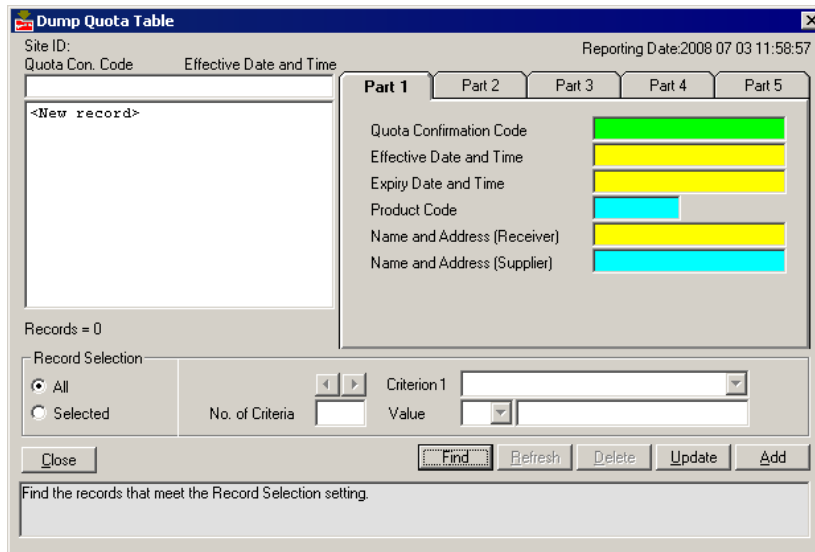 Dump Quota Table
Site ID:
Reporting Date:2008 07 03 11:58:57
Quota Con. Code Effective Date and Time
<New record>
Records = 0
Part 1 Part 2 Part 3 Part 4 Part 5
Quota Confirmation Code
Effective Date and Time
Expiry Date and Time
Product Code
Name and Address (Receiver)
Name and Address (Supplier)
Record Selection
All
Selected
No. of Criteria
Criterion 1
Value
Close Find Refresh Delete Update Add
Find the records that meet the Record Selection setting.